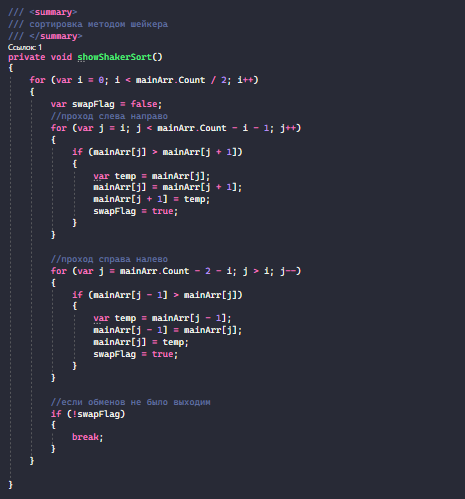 /// <summary>
/// сортировка методом шейкера
/// </summary>
Ссылок: 1
private void showShakerSort()
{
    for (var i = 0; i < mainArr.Count / 2; i++)
    {
        var swapFlag = false;
        //проход слева направо
        for (var j = i; j < mainArr.Count - i - 1; j++)
        {
            if (mainArr[j] > mainArr[j + 1])
            {
                var temp = mainArr[j];
                mainArr[j] = mainArr[j + 1];
                mainArr[j + 1] = temp;
                swapFlag = true;
            }
        }

        //проход справа налево
        for (var j = mainArr.Count - 2 - i; j > i; j--)
        {
            if (mainArr[j - 1] > mainArr[j])
            {
                var temp = mainArr[j - 1];
                mainArr[j - 1] = mainArr[j];
                mainArr[j] = temp;
                swapFlag = true;
            }
        }

        //если обменов не было выходим
        if (!swapFlag)
        {
            break;
        }
    }

}